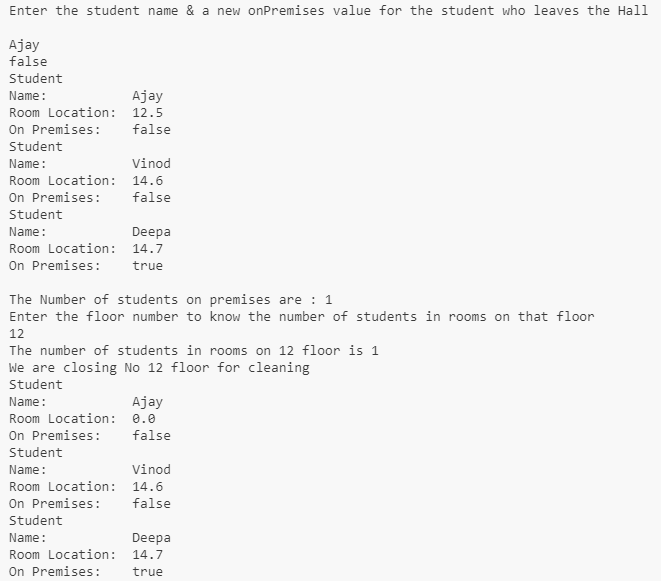 Enter the student name & a new onPremises value for the student who leaves the Hall
Ajay
false
Student
Name: Ajay
Room Location: 12.5
On Premises: false
Student
Name: Vinod
Room Location: 14.6
On Premises: false
Student
Name: Deepa
Room Location: 14.7
On Premises: true
The Number of students on premises are : 1
Enter the floor number to know the number of students in rooms on that floor
12
The number of students in rooms on 12 floor is 1
We are closing No 12 floor for cleaning
Student
Name: Ajay
Room Location: 0.0
On Premises: false
Student
Name: Vinod
Room Location: 14.6
On Premises: false
Student
Name: Deepa
Room Location: 14.7
On Premises: true